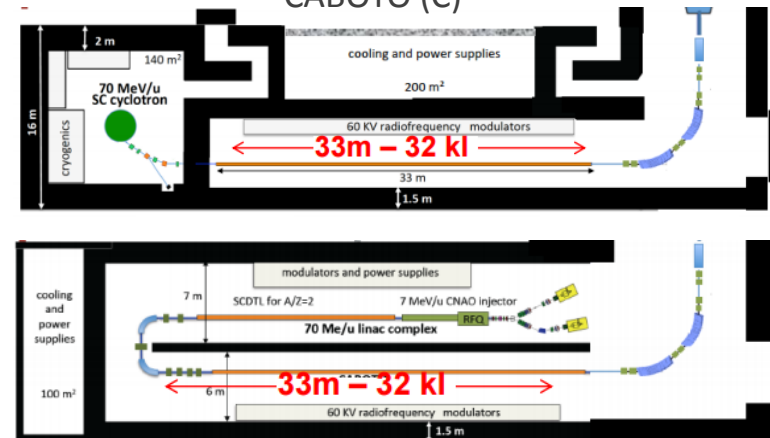 CABOTO (C)
2 m
140 m²
70 MeV/u
SC cyclotron
16 m
cryogenics
cooling and power supplies
200 m²
60 KV radiofrequency modulators
33m – 32 kl
33 m
1.5 m
modulators and power supplies
cooling
and
power
supplies
100 m²
7 m
SCDTL for A/Z=2
7 MeV/u CNAO injector
RFQ
70 Me/u linac complex
33m – 32 kl
6 m
60 KV radiofrequency modulators
1.5 m